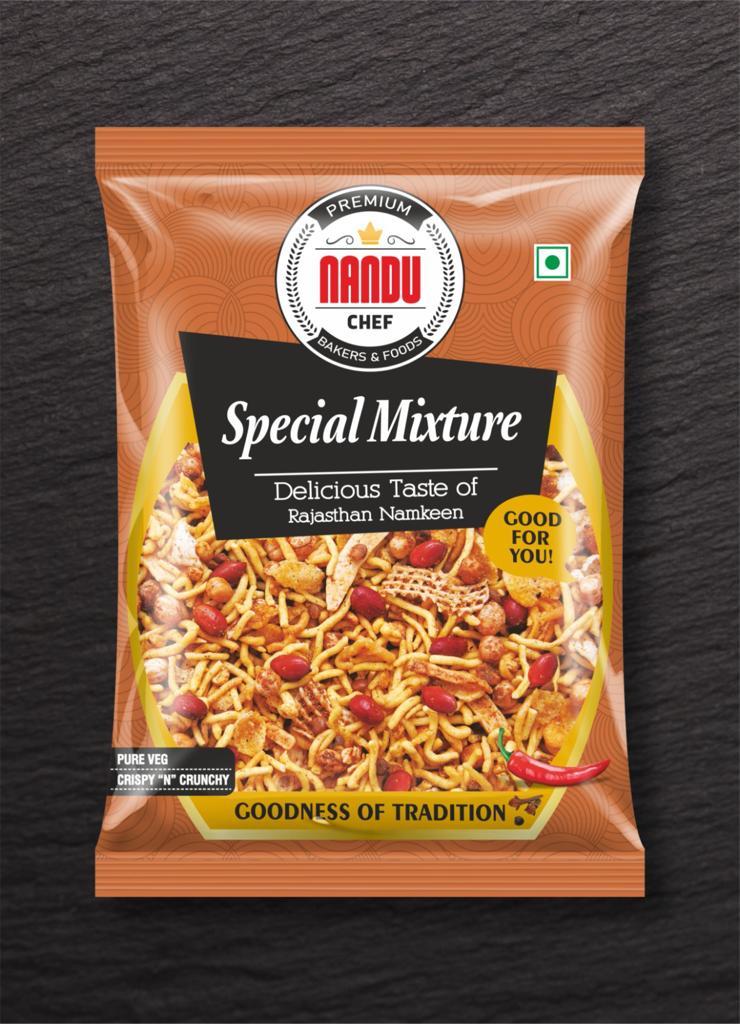 PREMIUM
NANDU
CHEF
BAKERS & FOODS
Special Mixture
Delicious Taste of
Rajasthan Namkeen
GOOD
FOR
YOU!
PURE VEG
CRISPY "N" CRUNCHY
GOODNESS OF TRADITION